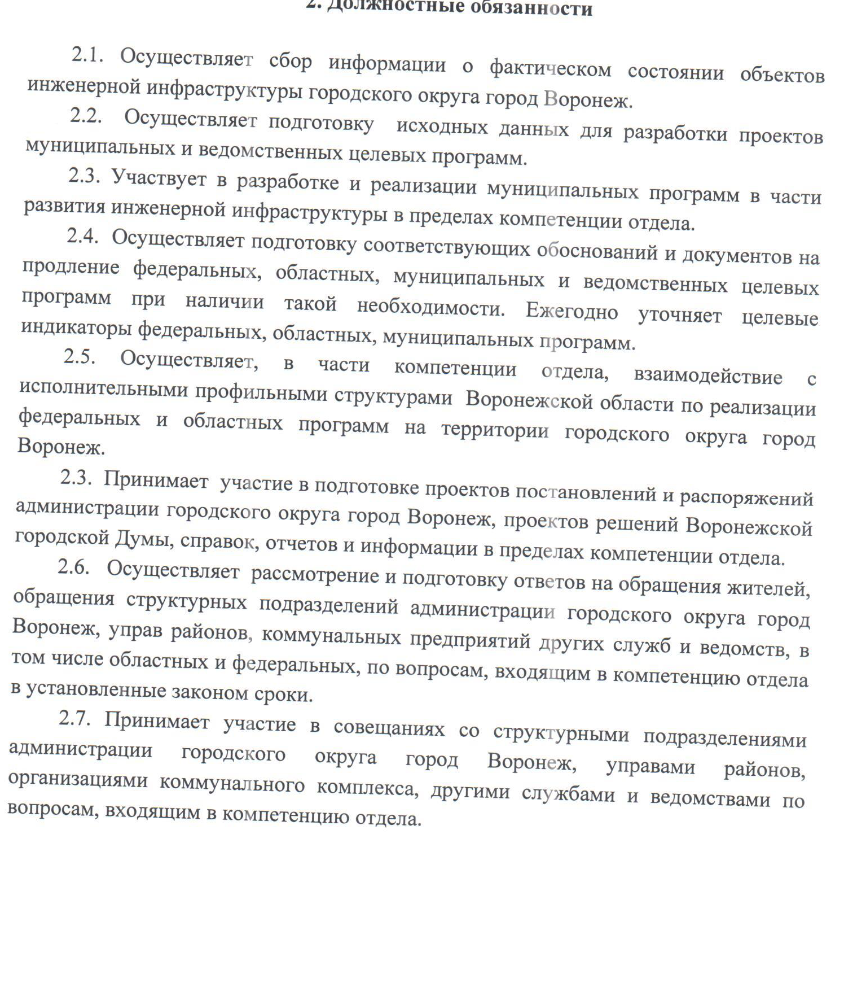 2. Должностные обязанности
2.1. Осуществляет сбор информации о фактическом состоянии объектов
инженерной инфраструктуры городского округа город Воронеж.
2.2. Осуществляет подготовку исходных данных для разработки проектов
муниципальных и ведомственных целевых программ.
2.3. Участвует в разработке и реализации муниципальных программ в части
развития инженерной инфраструктуры в пределах компетенции отдела.
2.4. Осуществляет подготовку соответствующих обоснований и документов на
продление федеральных, областных, муниципальных и ведомственных целевых
программ при наличии такой необходимости. Ежегодно уточняет целевые
индикаторы федеральных, областных, муниципальных программ.
2.5. Осуществляет, в части компетенции отдела, взаимодействие с
исполнительными профильными структурами Воронежской области по реализации
федеральных и областных программ на территории городского округа город
Воронеж.
2.3. Принимает участие в подготовке проектов постановлений и распоряжений
администрации городского округа город Воронеж, проектов решений Воронежской
городской Думы, справок, отчетов и информации в пределах компетенции отдела.
2.6. Осуществляет рассмотрение и подготовку ответов на обращения жителей,
обращения структурных подразделений администрации городского округа город
Воронеж, управ районов, коммунальных предприятий других служб и ведомств, в
том числе областных и федеральных, по вопросам, входящим в компетенцию отдела
в установленные законом сроки.
2.7. Принимает участие в совещаниях со структурными подразделениями
администрации городского округа город Воронеж, управами районов,
организациями коммунального комплекса, другими службами и ведомствами по
вопросам, входящим в компетенцию отдела.